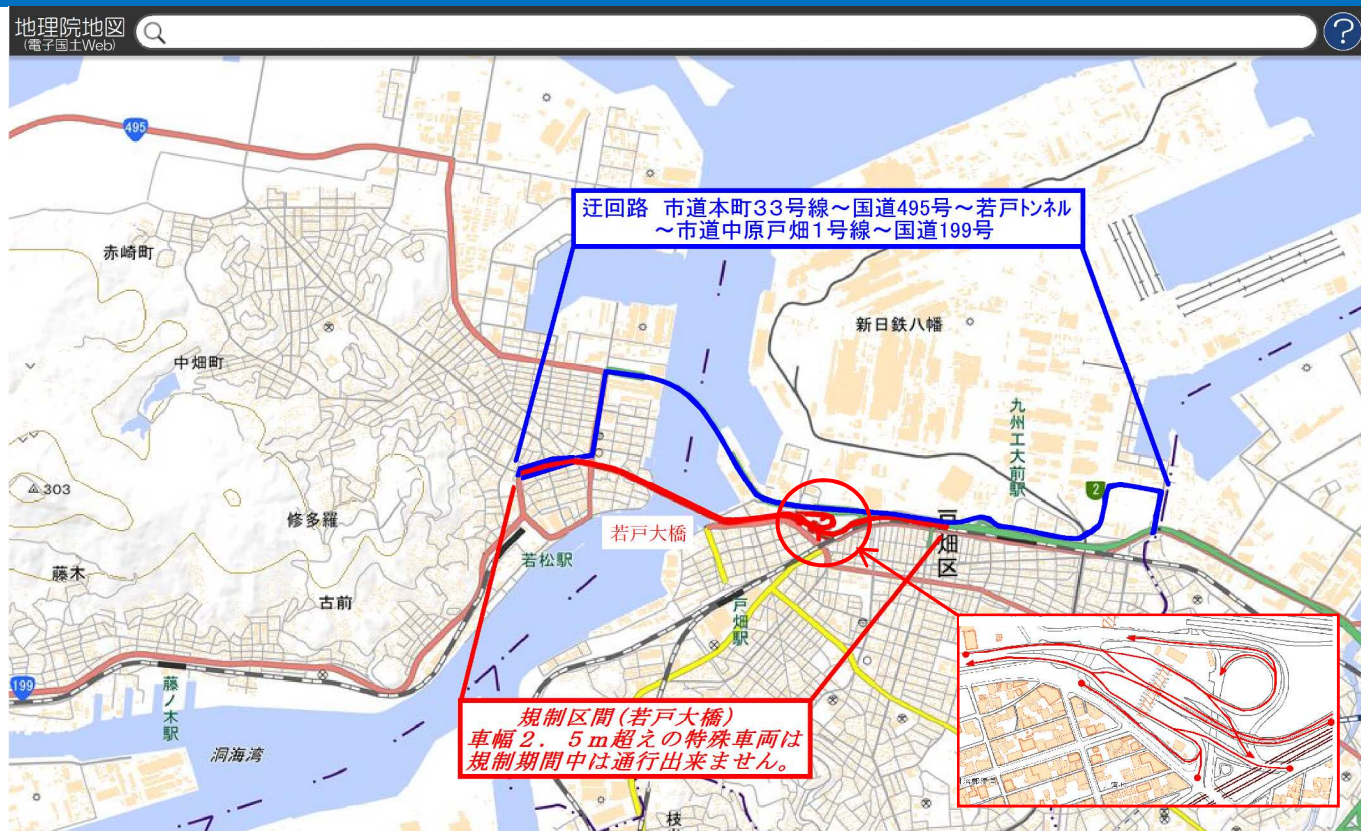 地理院地図
(電子国土Web)
?
495
迂回路 市道本町33号線～国道495号～若戸トンネル
～市道中原戸畑1号線～国道199号
赤崎町
新日鉄八幡
中畑町
九州工大前駅
2
303
修多羅
若戸大橋
戸畑区
若松駅
藤木
古前
戸畑駅
199
藤ノ木駅
規制区間(若戸大橋)
車幅2.5m超えの特殊車両は
規制期間中は通行出来ません。
洞海湾
枝